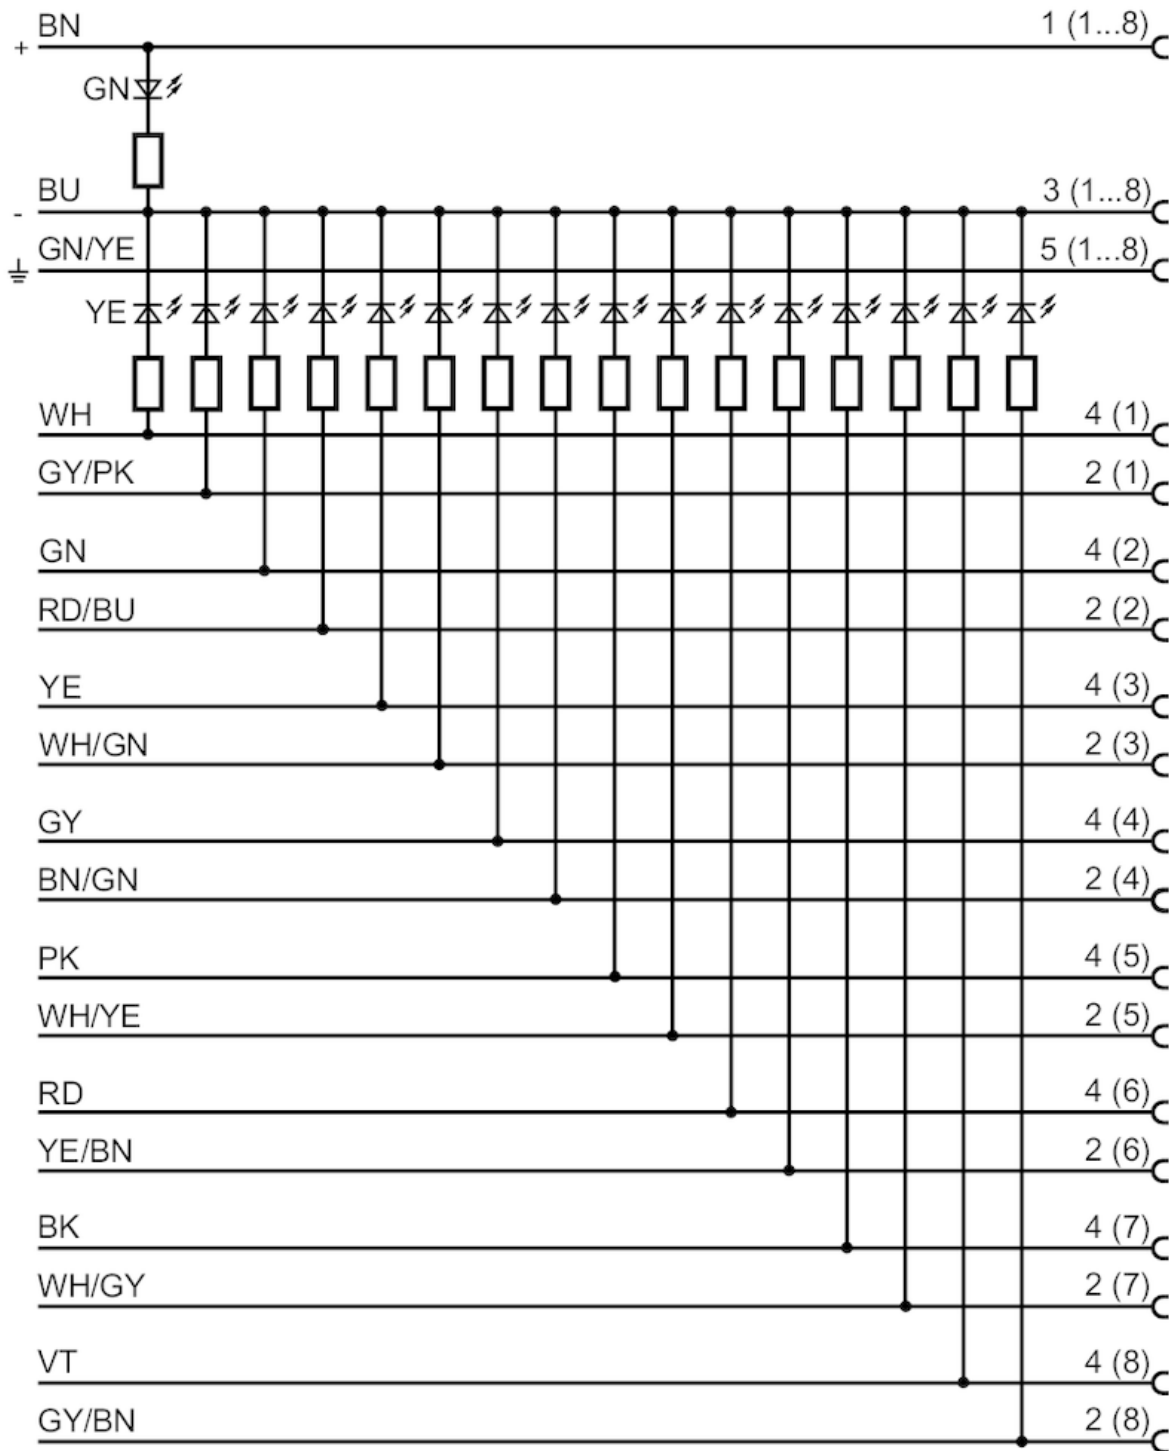 BN 1 (1...8)
+
GN
BU 3 (1...8)
-
GN/YE 5 (1...8)
YE
WH 4 (1)
GY/PK 2 (1)
GN 4 (2)
RD/BU 2 (2)
YE 4 (3)
WH/GN 2 (3)
GY 4 (4)
BN/GN 2 (4)
PK 4 (5)
WH/YE 2 (5)
RD 4 (6)
YE/BN 2 (6)
BK 4 (7)
WH/GY 2 (7)
VT 4 (8)
GY/BN 2 (8)